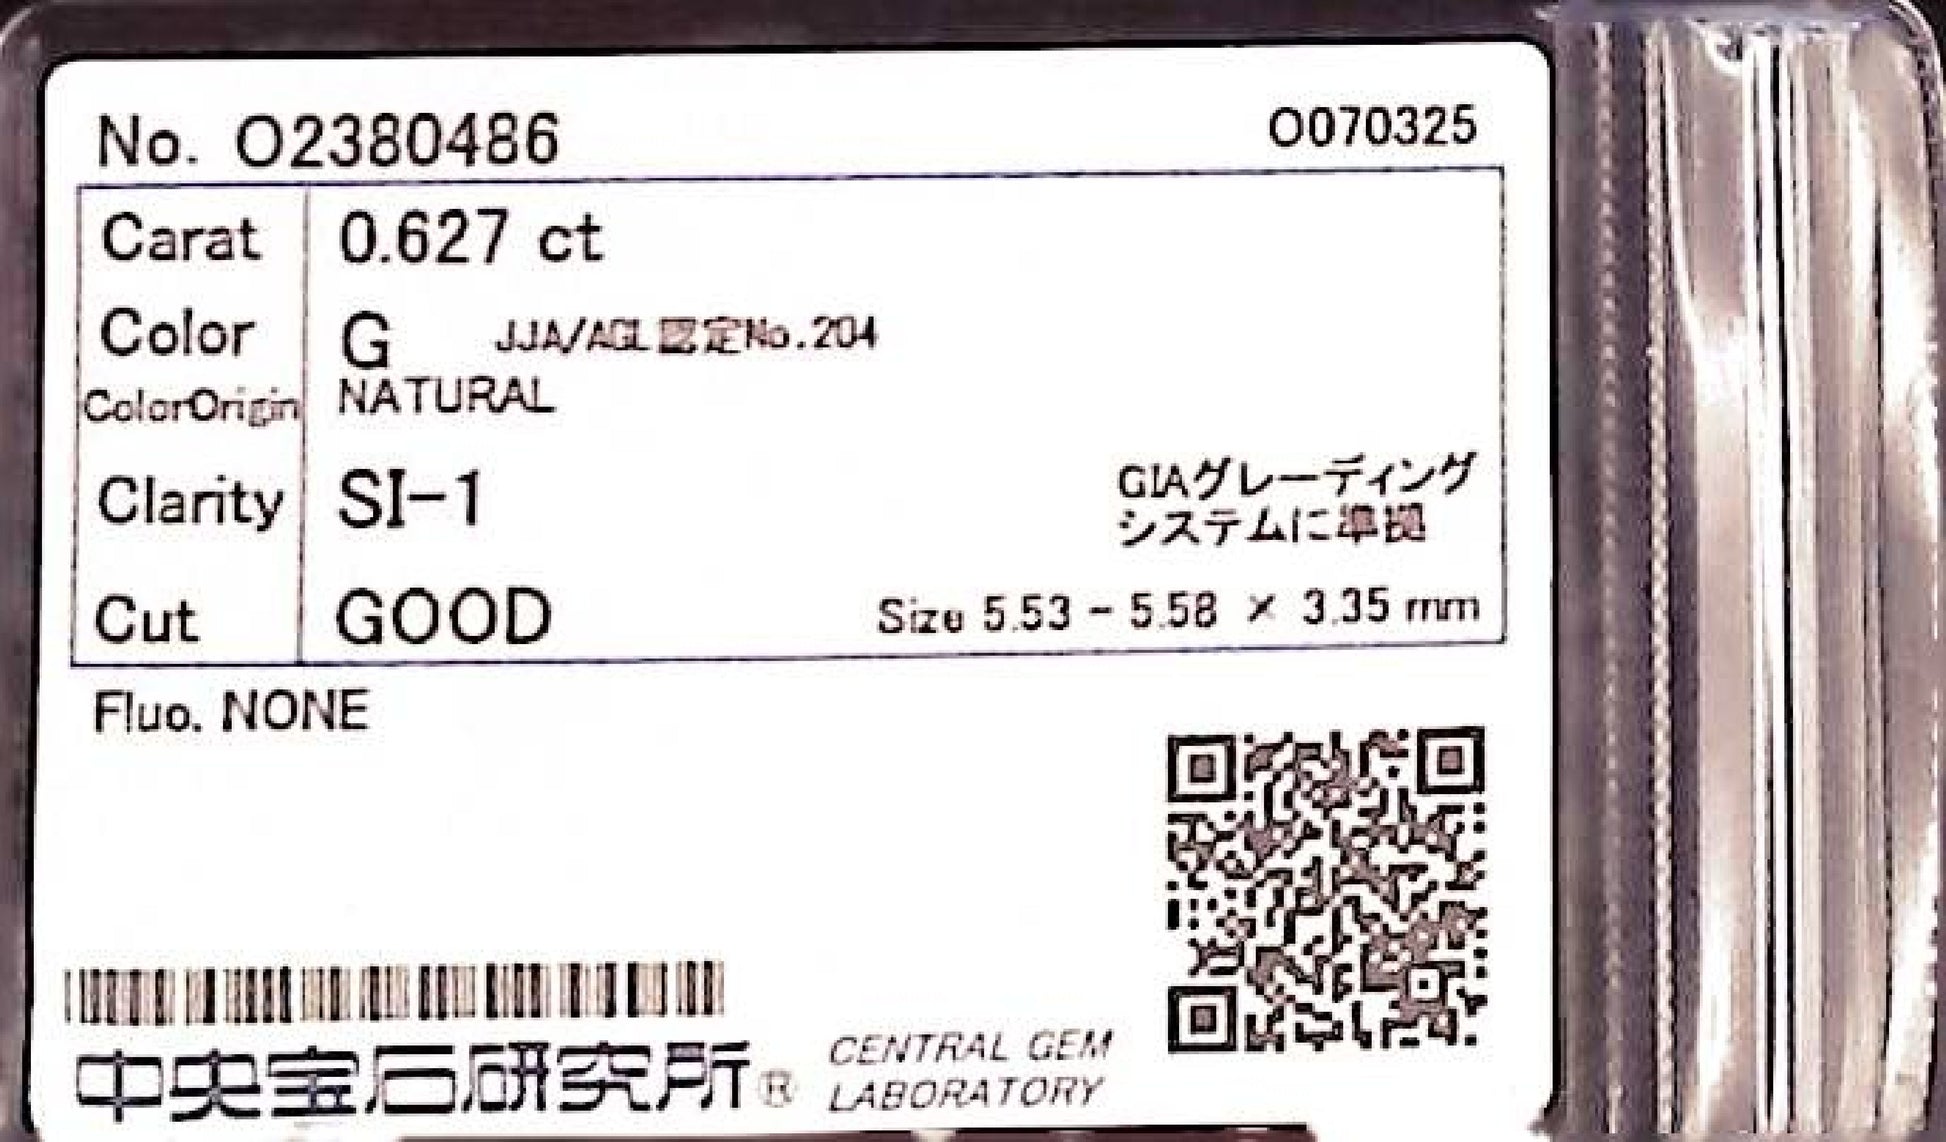 No. O2380486
O070325
Carat 0.627 ct
Color G JJA/AGL認定No.204
ColorOrigin NATURAL
Clarity SI-1
GIAグレーディング
システムに準拠
Cut GOOD Size 5.53 - 5.58 × 3.35 mm
Fluo. NONE
中央宝石研究所® CENTRAL GEM
LABORATORY